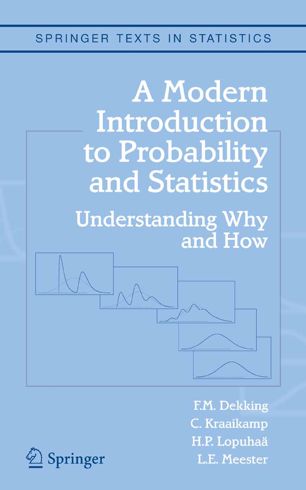 SPRINGER TEXTS IN STATISTICS
A Modern
Introduction
to Probability
and Statistics
Understanding Why
and How
F.M. Dekking
C. Kraaikamp
H.P. Lopuhaä
L.E. Meester
Springer